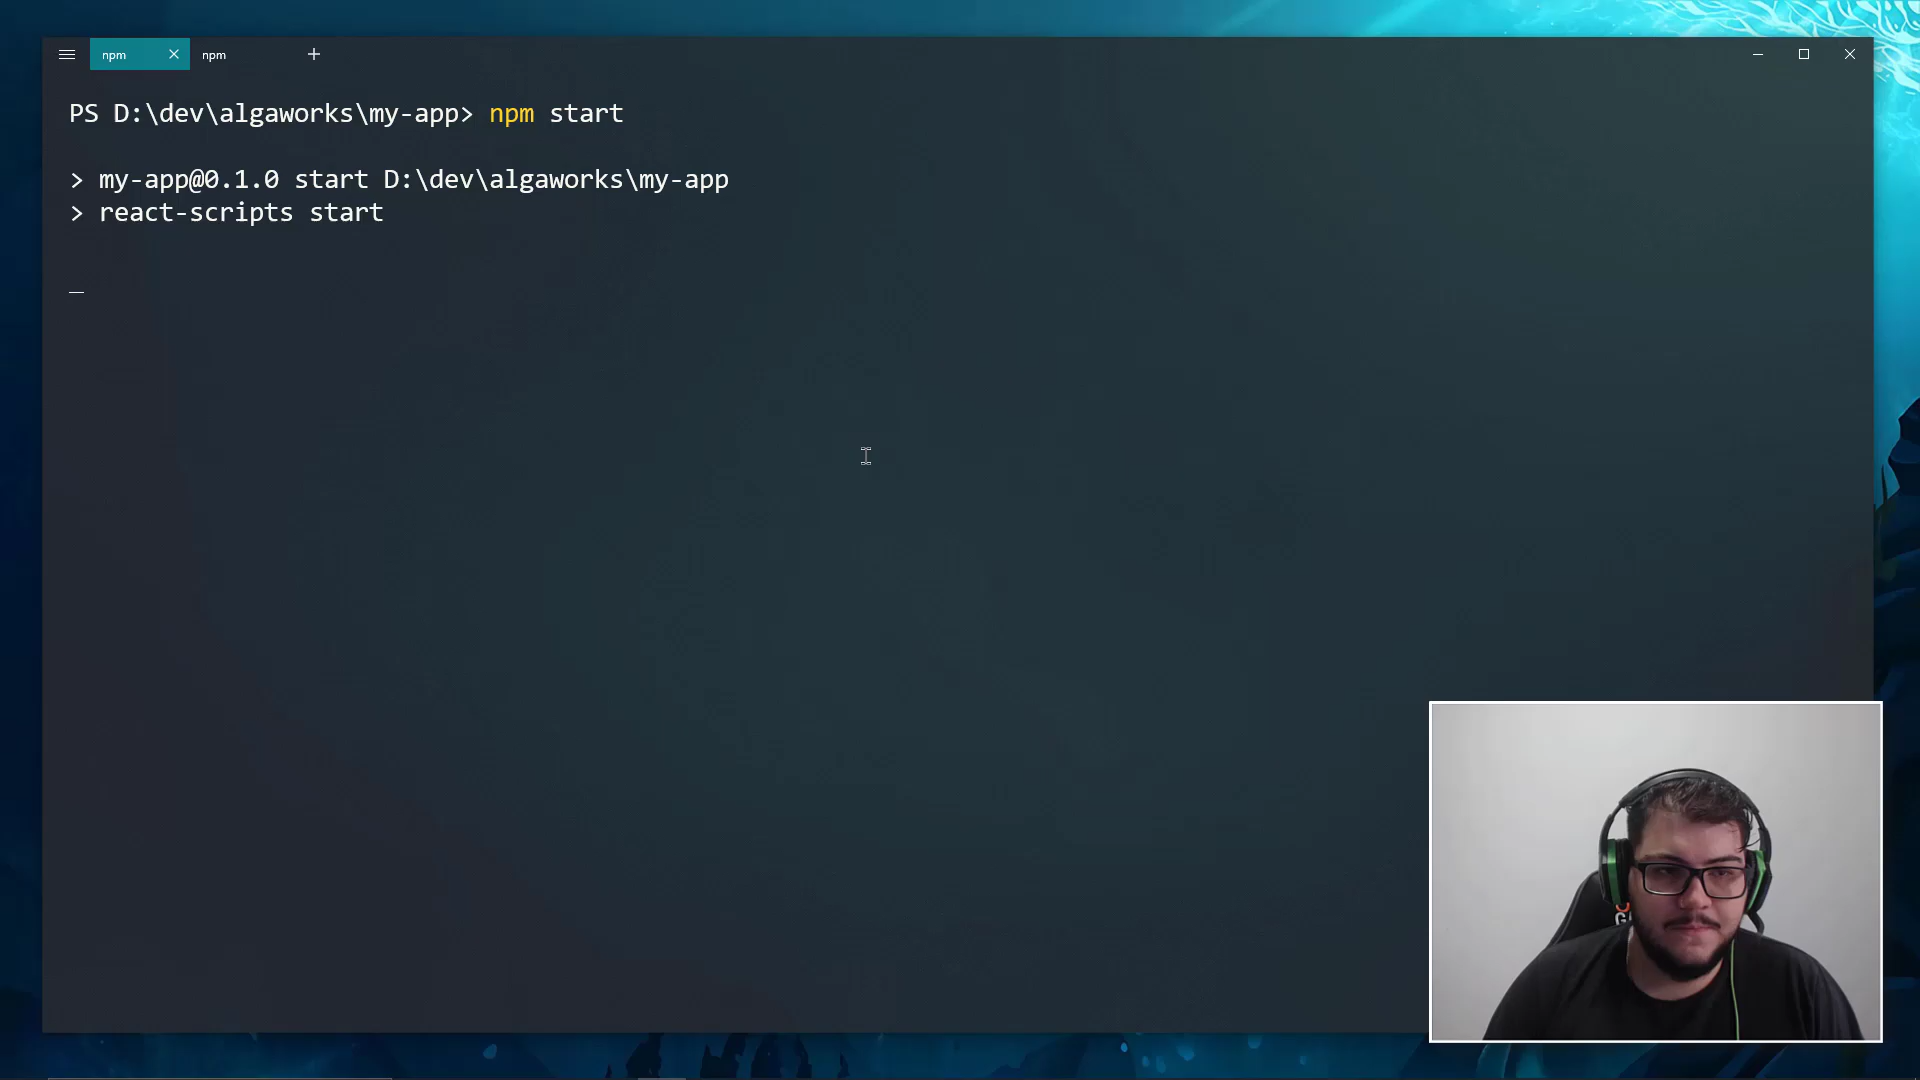 npm
npm
PS D:\dev\algaworks\my-app> npm start
> my-app@0.1.0 start D:\dev\algaworks\my-app
> react-scripts start